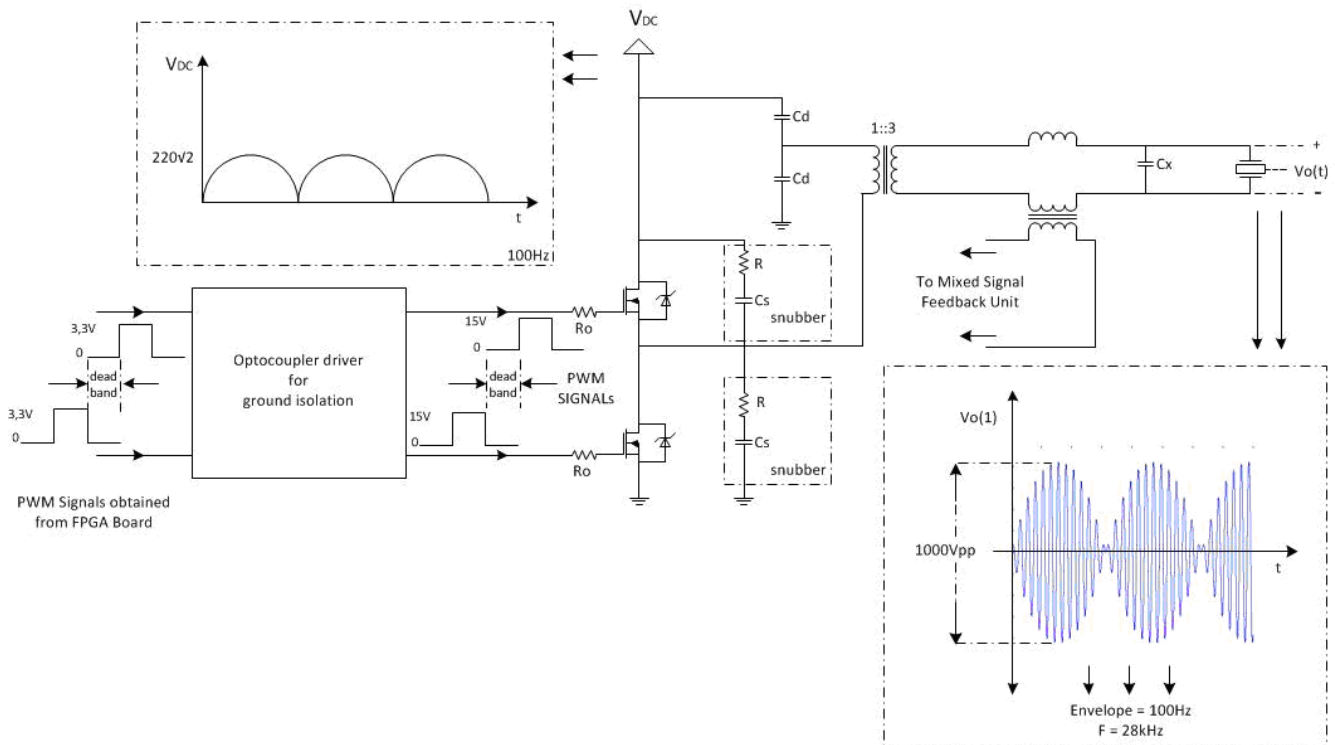 VDC
VDC
220√2
t
100Hz
Cd
Cd
1::3
Cx
+
Vo(t)
-
R
Cs
snubber
R
Cs
snubber
To Mixed Signal
Feedback Unit
3,3V
0
dead
band
3,3V
0
Optocoupler driver
for
ground isolation
15V
0
dead
band
PWM
SIGNALs
15V
0
Ro
Ro
PWM Signals obtained
from FPGA Board
Vo(1)
1000Vpp
t
Envelope = 100Hz
F = 28kHz